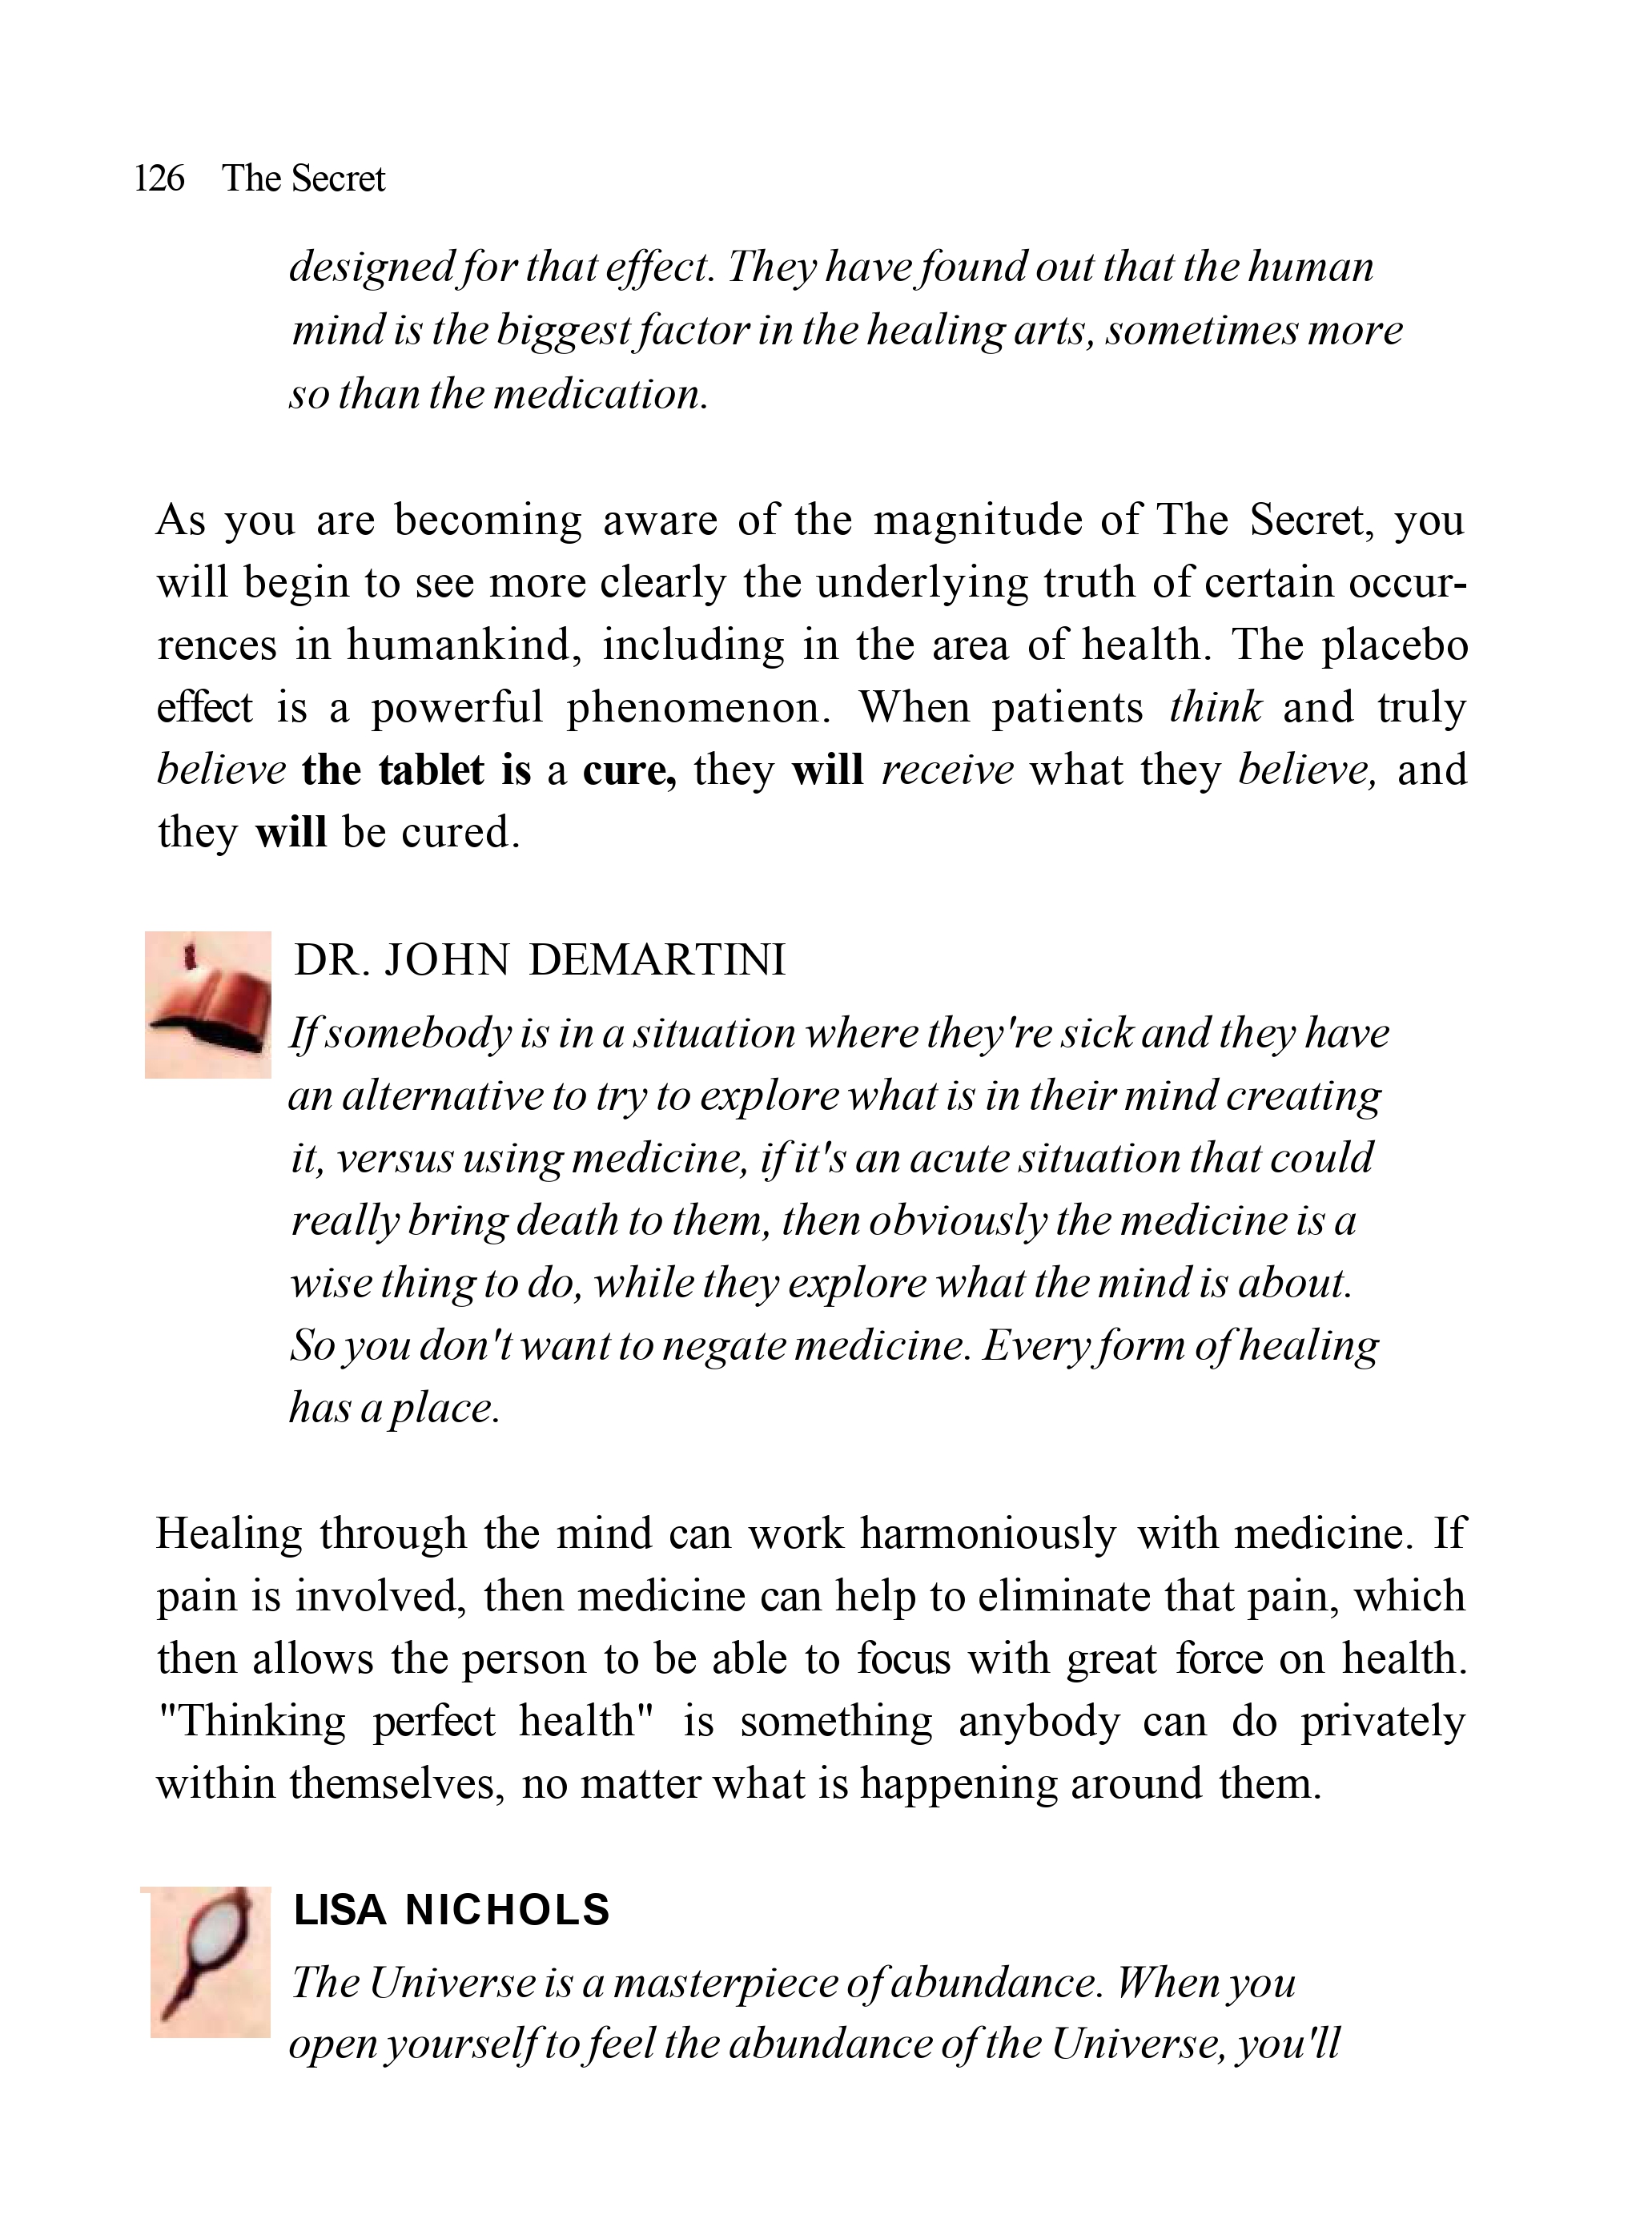 126 The Secret
designed for that effect. They have found out that the human
mind is the biggest factor in the healing arts, sometimes more
so than the medication.
As you are becoming aware of the magnitude of The Secret, you
will begin to see more clearly the underlying truth of certain occur-
rences in humankind, including in the area of health. The placebo
effect is a powerful phenomenon. When patients think and truly
believe the tablet is a cure, they will receive what they believe, and
they will be cured.
DR. JOHN DEMARTINI
If somebody is in a situation where they're sick and they have
an alternative to try to explore what is in their mind creating
it, versus using medicine, if it's an acute situation that could
really bring death to them, then obviously the medicine is a
wise thing to do, while they explore what the mind is about.
So you don't want to negate medicine. Every form of healing
has a place.
Healing through the mind can work harmoniously with medicine. If
pain is involved, then medicine can help to eliminate that pain, which
then allows the person to be able to focus with great force on health.
"Thinking perfect health" is something anybody can do privately
within themselves, no matter what is happening around them.
LISA NICHOLS
The Universe is a masterpiece of abundance. When you
open yourself to feel the abundance of the Universe, you'll